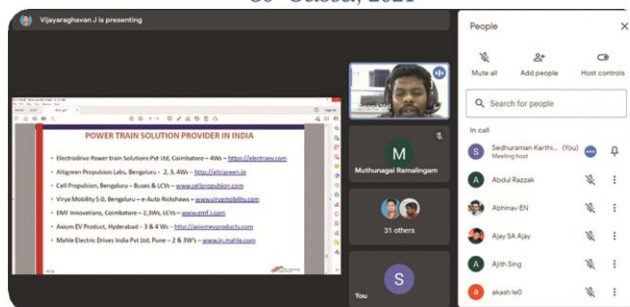 Vijayaraghavan J is presenting
POWER TRAIN SOLUTION PROVIDER IN INDIA
• Electrodrive Power train Solutions Pvt Ltd, Coimbatore – 4Ws – https://electraev.com
• Altigreen Propulsion Labs, Bengaluru - 2, 3, 4Ws - http://altigreen.in
• Cell Propulsion, Bengaluru – Buses & LCVs – www.cellpropulsion.com
• Virya Mobility 5.0, Bengaluru – e-Auto Rickshaws – www.viryamobility.com
• EMF Innovations, Coimbatore – 2,3Ws, LCVs – www.emf-i.com
• Axiom EV Product, Hyderabad – 3 & 4 Ws – http://axiomevproducts.com
• Mahle Electric Drives India Pvt Ltd, Pune – 2 & 3W's – www.in.mahle.com
M
Muthunagai Ramalingam
31 others
S
You
People
Mute all
Add people
Host controls
Search for people
In call
S
Sedhuraman Karthi... (You)
Meeting host
A
Abdul Razzak
Abhinav EN
Ajay SA Ajay
A
Ajith Sing
a
akash le0